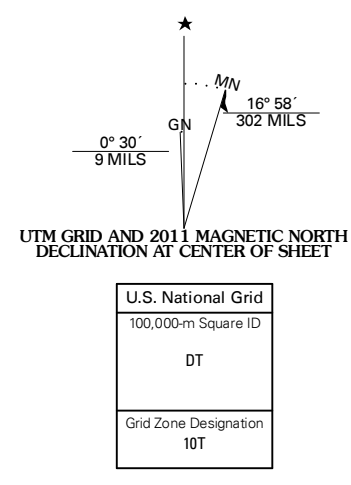 MN
16° 58´
302 MILS
GN
0° 30´
9 MILS
UTM GRID AND 2011 MAGNETIC NORTH
DECLINATION AT CENTER OF SHEET
U.S. National Grid
100,000-m Square ID
DT
Grid Zone Designation
10T